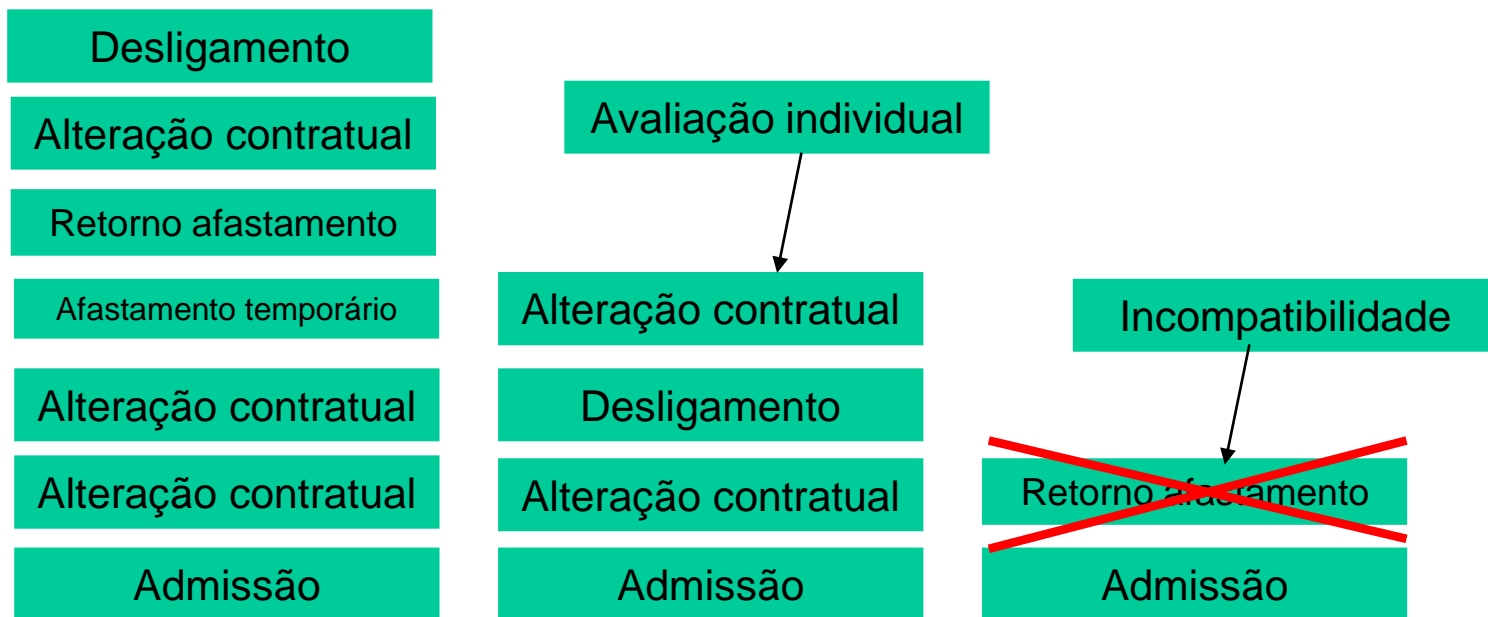 Desligamento
Alteração contratual
Retorno afastamento
Afastamento temporário
Alteração contratual
Alteração contratual
Admissão
Avaliação individual
Alteração contratual
Desligamento
Alteração contratual
Admissão
Incompatibilidade
Retorno afastamento
Admissão